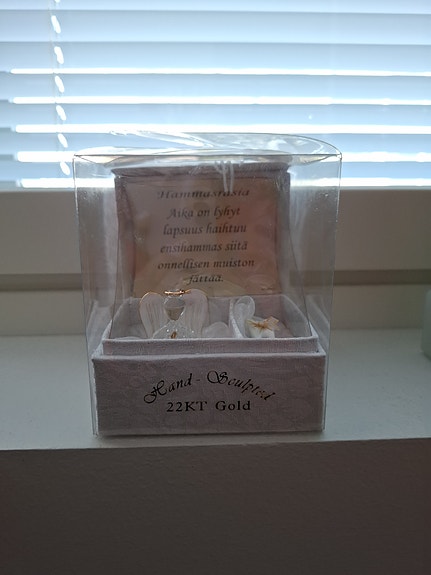 Hammasrasia
Aika on lyhyt
lapsuus haihtuu
ensihammas siitä
onnellisen muiston
jättää.
Hand-Sculpted
22KT Gold